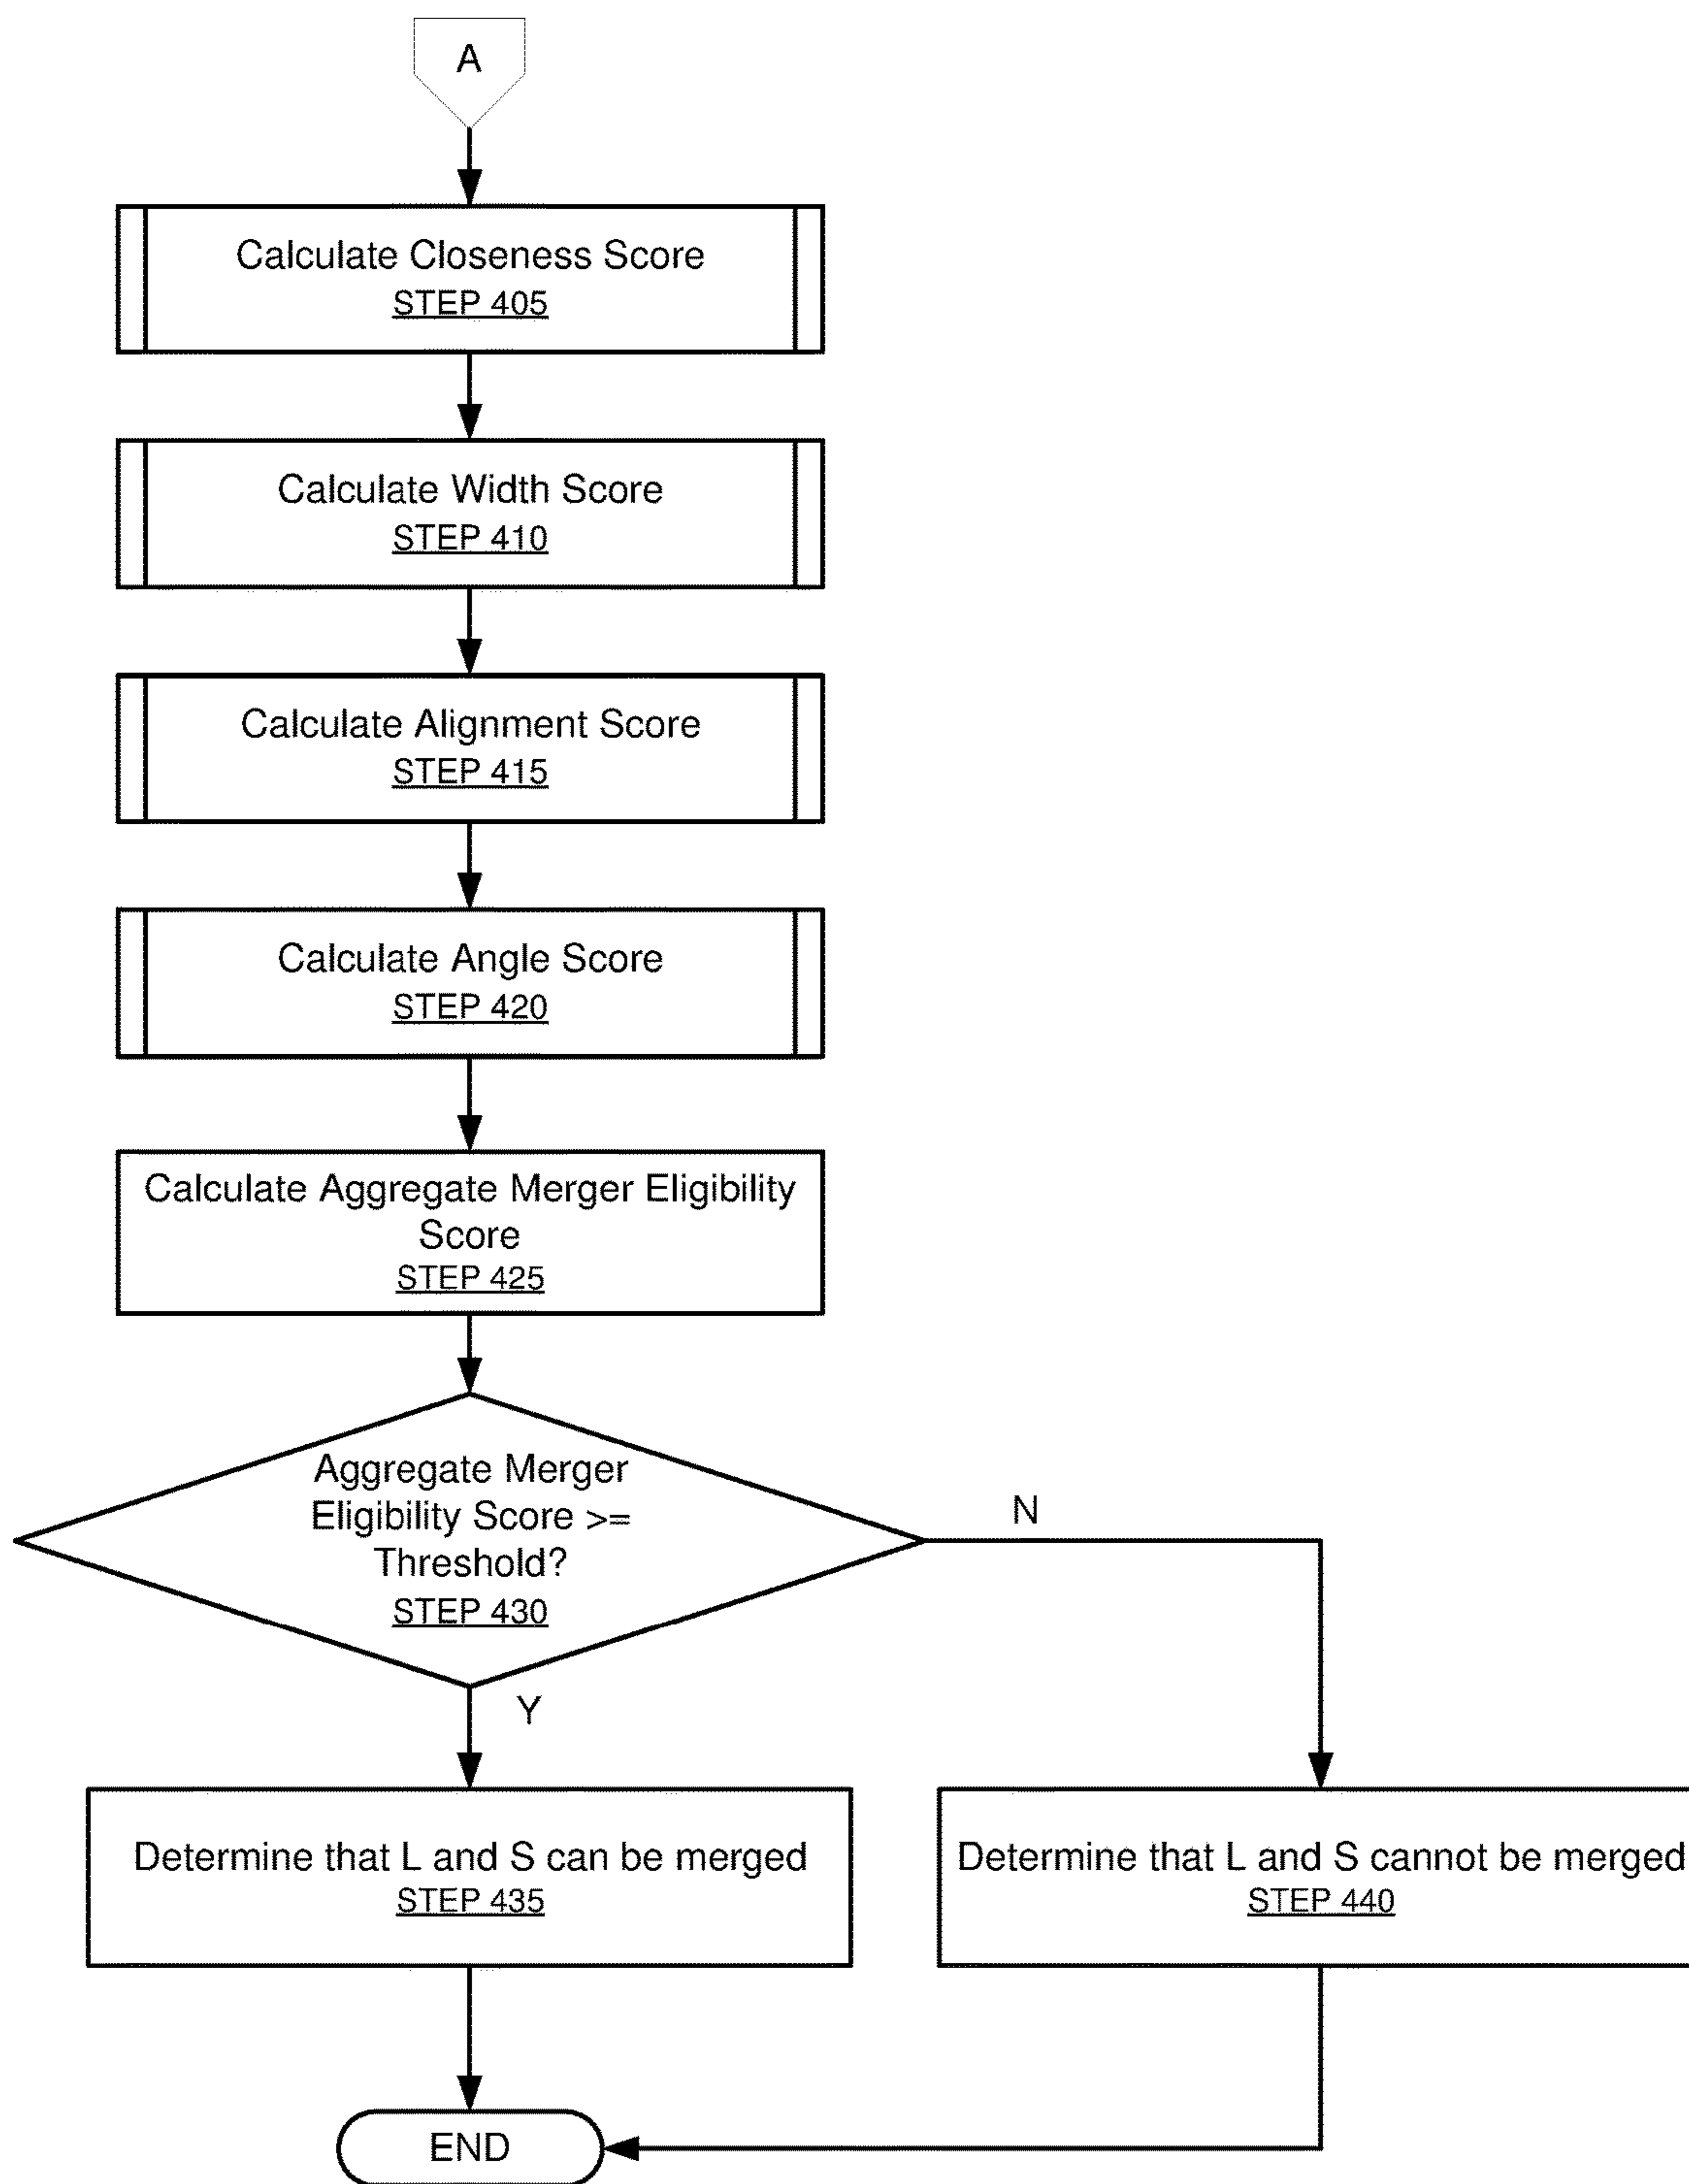 A
Calculate Closeness Score
STEP 405
Calculate Width Score
STEP 410
Calculate Alignment Score
STEP 415
Calculate Angle Score
STEP 420
Calculate Aggregate Merger Eligibility
Score
STEP 425
Aggregate Merger
Eligibility Score >=
Threshold?
STEP 430
N
Y
Determine that L and S can be merged
STEP 435
Determine that L and S cannot be merged
STEP 440
END